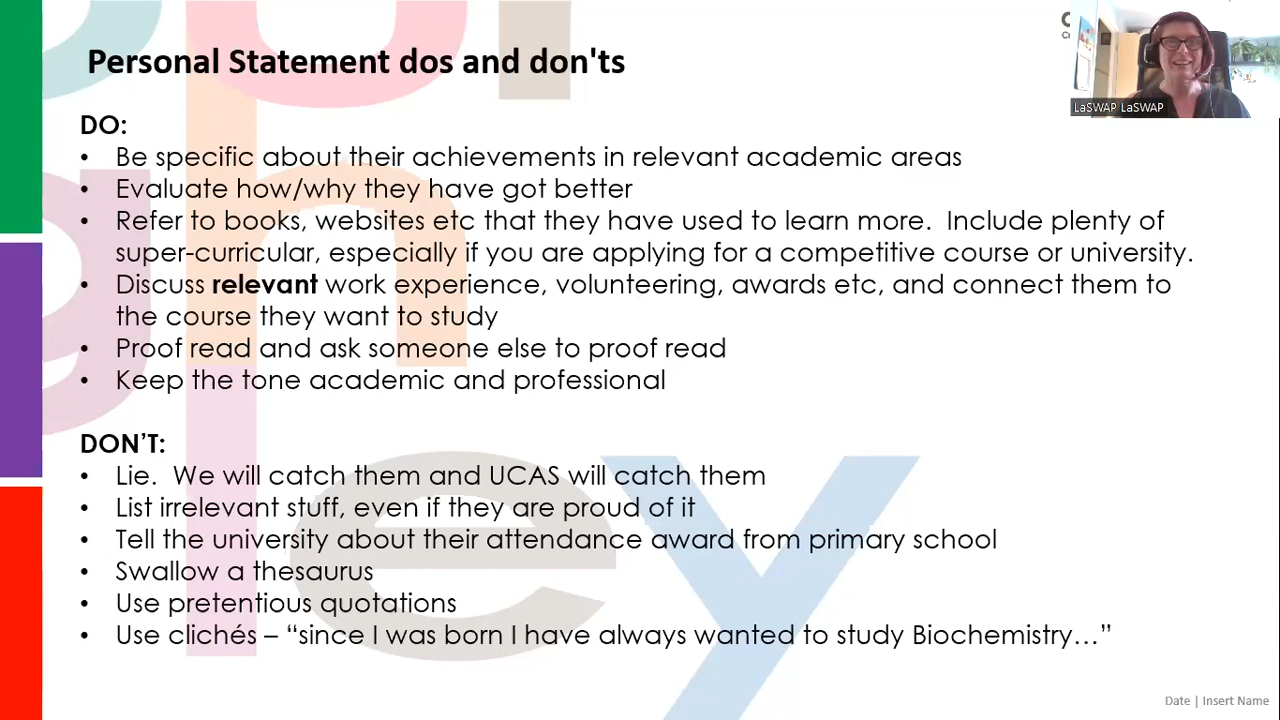 Personal Statement dos and don'ts
LaSWAP LaSWAP
DO:
• Be specific about their achievements in relevant academic areas
• Evaluate how/why they have got better
• Refer to books, websites etc that they have used to learn more.  Include plenty of
super-curricular, especially if you are applying for a competitive course or university.
• Discuss relevant work experience, volunteering, awards etc, and connect them to
the course they want to study
• Proof read and ask someone else to proof read
• Keep the tone academic and professional
DON’T:
• Lie.  We will catch them and UCAS will catch them
• List irrelevant stuff, even if they are proud of it
• Tell the university about their attendance award from primary school
• Swallow a thesaurus
• Use pretentious quotations
• Use clichés – “since I was born I have always wanted to study Biochemistry…”
Date | Insert Name